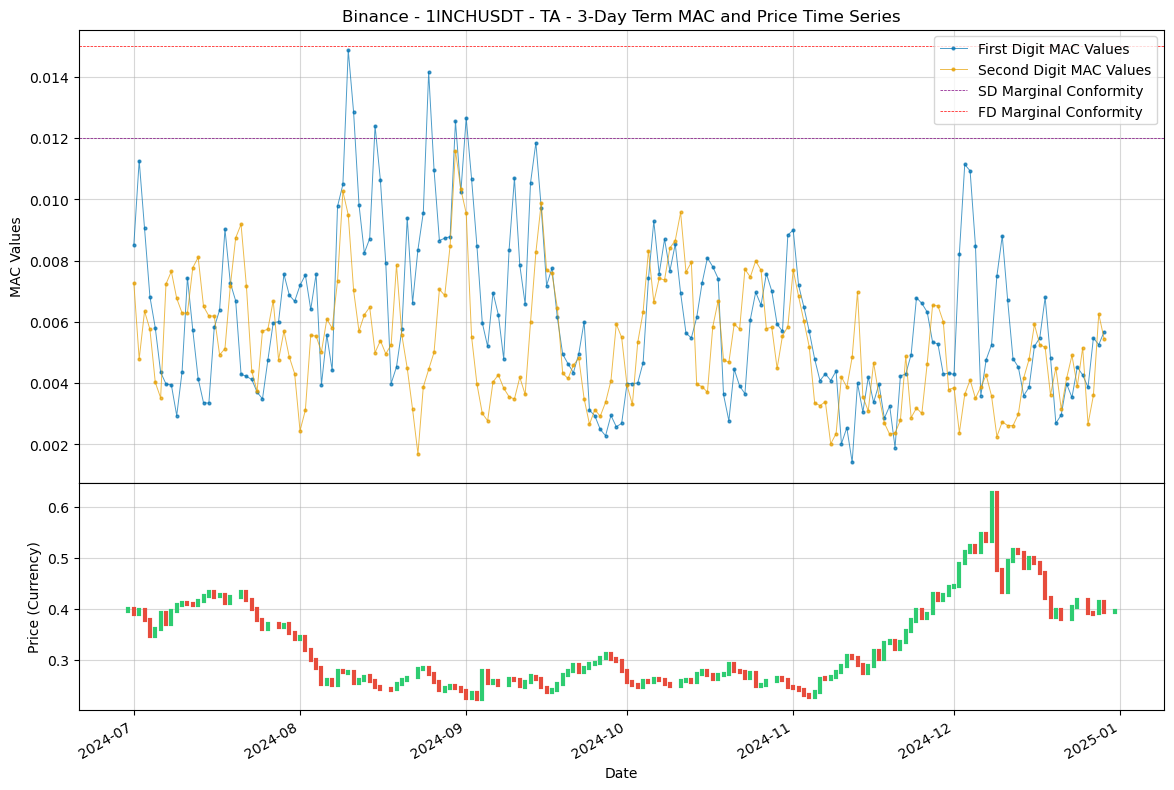 Binance - 1INCHUSDT - TA - 3-Day Term MAC and Price Time Series
First Digit MAC Values
Second Digit MAC Values
SD Marginal Conformity
FD Marginal Conformity
MAC Values
0.014
0.012
0.010
0.008
0.006
0.004
0.002
Price (Currency)
0.6
0.5
0.4
0.3
2024-07
2024-08
2024-09
2024-10
2024-11
2024-12
2025-01
Date